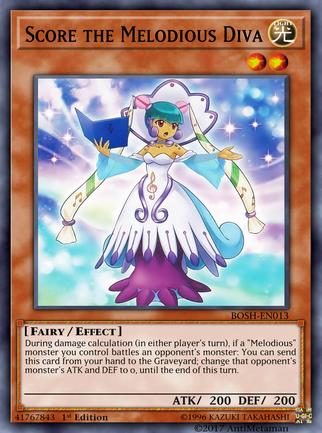 SCORE THE MELODIOUS DIVA
LIGHT
光
BOSH-EN013
[ Fairy / Effect ]
During damage calculation (in either player's turn), if a "Melodious"
monster you control battles an opponent's monster: You can send
this card from your hand to the Graveyard; change that opponent's
monster's ATK and DEF to 0, until the end of this turn.
ATK/ 200 DEF/ 200
41767843 1st Edition ©1996 KAZUKI TAKAHASHI
©2017 AntiMetaman